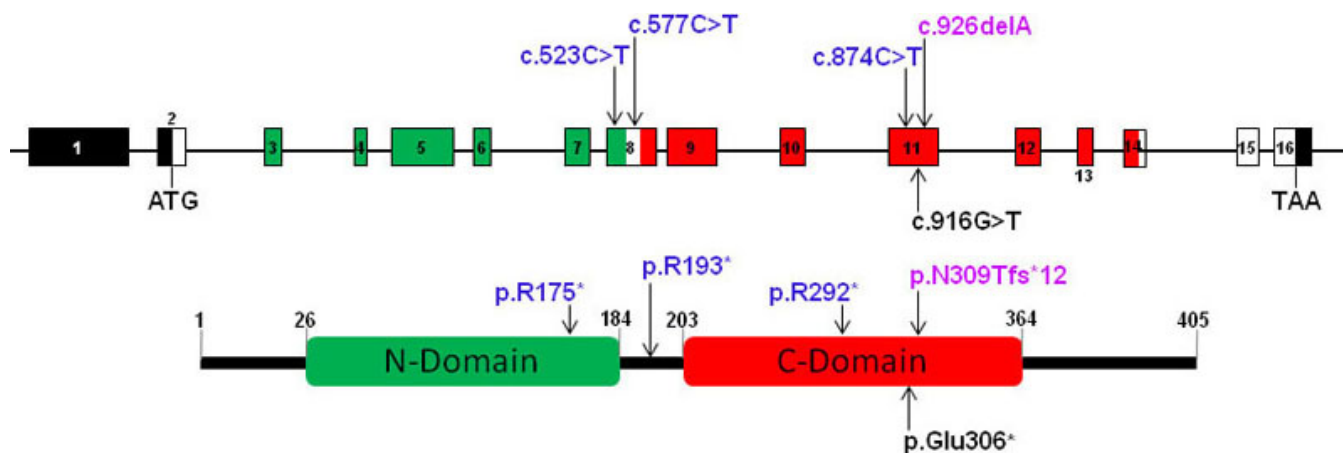 c.577C>T
c.926delA
c.523C>T
c.874C>T
2
1
3
4
5
6
7
8
9
10
11
12
13
14
15
16
ATG
TAA
c.916G>T
p.R193*
p.R175*
p.R292*
p.N309Tfs*12
1
26
184
203
364
405
N-Domain
C-Domain
p.Glu306*